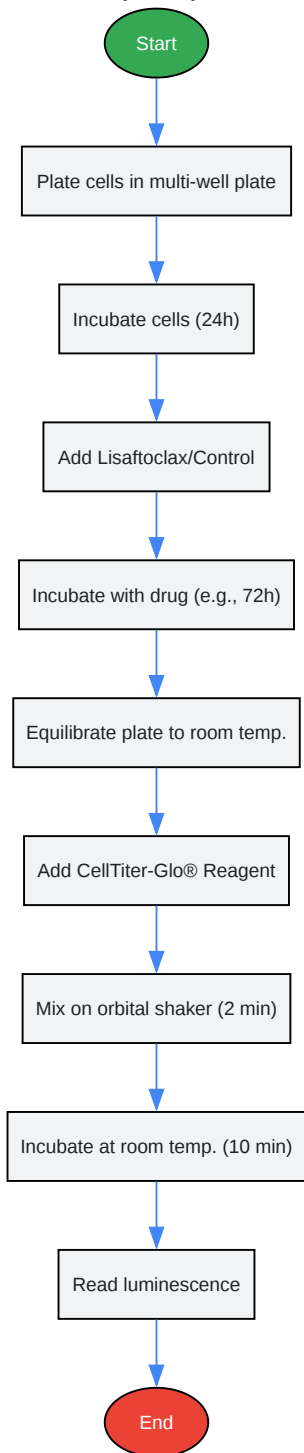 Start
Plate cells in multi-well plate
Incubate cells (24h)
Add Lisaftoclax/Control
Incubate with drug (e.g., 72h)
Equilibrate plate to room temp.
Add CellTiter-Glo® Reagent
Mix on orbital shaker (2 min)
Incubate at room temp. (10 min)
Read luminescence
End